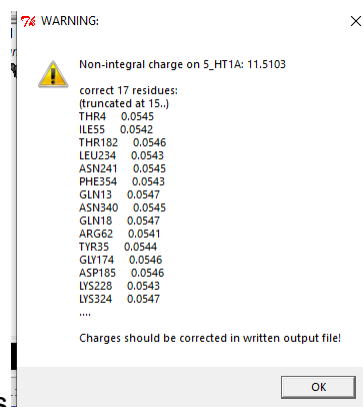 WARNING:
Non-integral charge on 5_HT1A: 11.5103
correct 17 residues:
(truncated at 15..)
THR4 0.0545
ILE55 0.0542
THR182 0.0546
LEU234 0.0543
ASN241 0.0545
PHE354 0.0543
GLN13 0.0547
ASN340 0.0545
GLN18 0.0547
ARG62 0.0541
TYR35 0.0544
GLY174 0.0546
ASP185 0.0546
LYS228 0.0543
LYS324 0.0547
....
Charges should be corrected in written output file!
OK